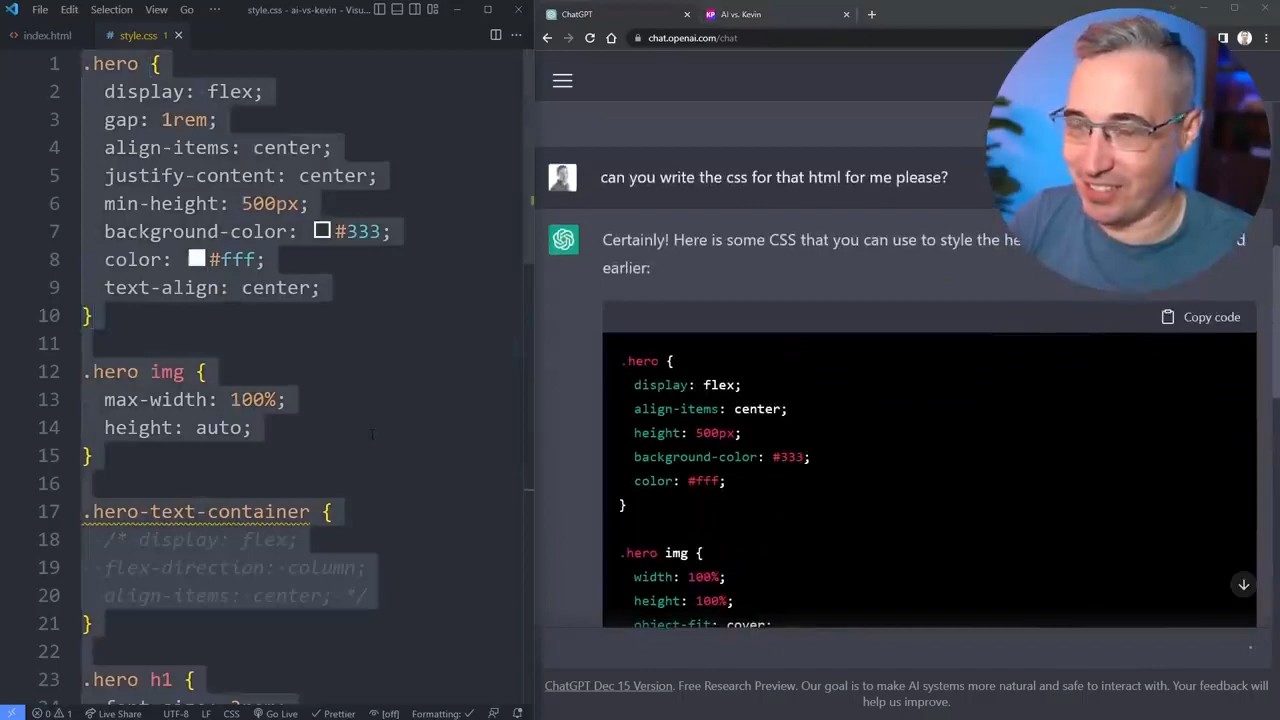 File Edit Selection View Go ··· style.css - ai-vs-kevin - Visu...
index.html style.css 1
1 .hero {
2 display: flex;
3 gap: 1rem;
4 align-items: center;
5 justify-content: center;
6 min-height: 500px;
7 background-color: #333;
8 color: #fff;
9 text-align: center;
10 }
11
12 .hero img {
13 max-width: 100%;
14 height: auto;
15 }
16
17 .hero-text-container {
18 /* display: flex;
19 flex-direction: column;
20 align-items: center; */
21 }
22
23 .hero h1 {
0 1 Live Share UTF-8 LF CSS Go Live Prettier [off] Formatting:
ChatGPT KP AI vs. Kevin
chat.openai.com/chat
can you write the css for that html for me please?
Certainly! Here is some CSS that you can use to style the he
earlier:
Copy code
.hero {
display: flex;
align-items: center;
height: 500px;
background-color: #333;
color: #fff;
}
.hero img {
width: 100%;
height: 100%;
object-fit: cover;
ChatGPT Dec 15 Version. Free Research Preview. Our goal is to make AI systems more natural and safe to interact with. Your feedback will
help us improve.